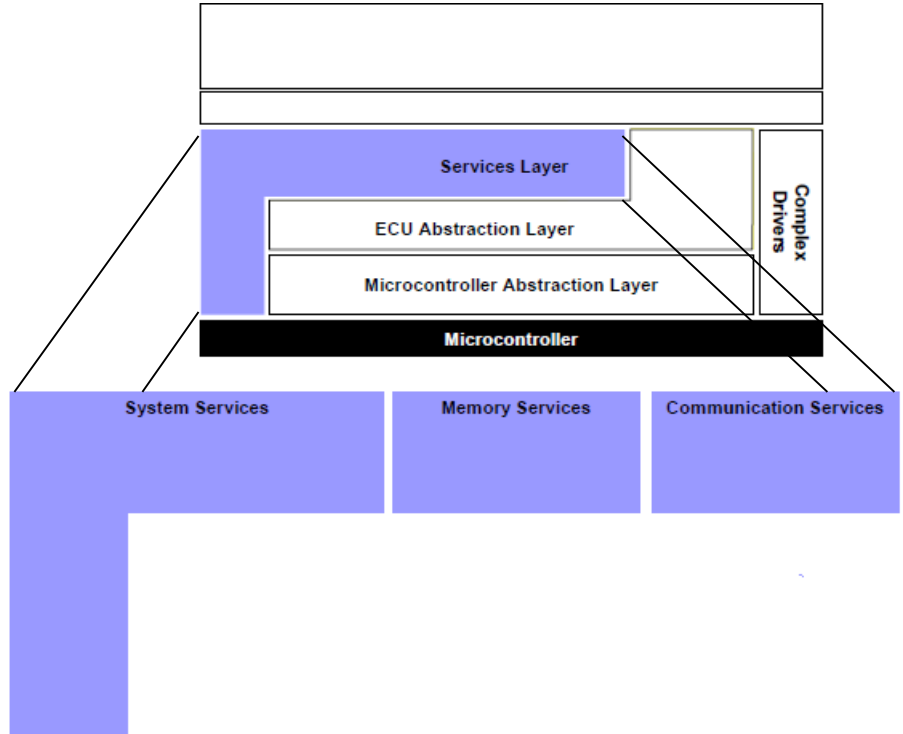 Services Layer
ECU Abstraction Layer
Complex
Drivers
Microcontroller Abstraction Layer
Microcontroller
System Services
Memory Services
Communication Services